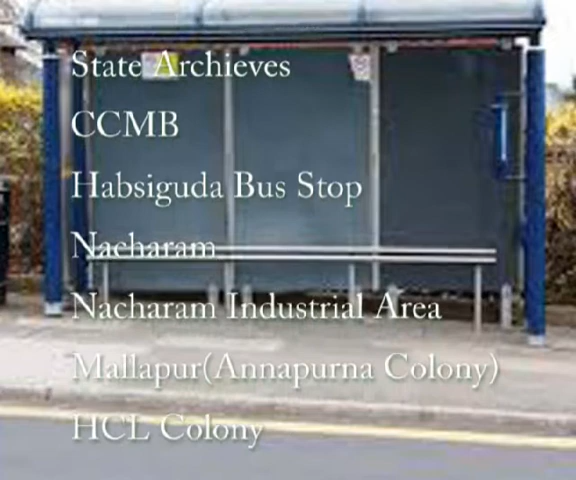 State Archieves
CCMB
Habsiguda Bus Stop
Nacharam
Nacharam Industrial Area
Mallapur(Annapurna Colony)
HCL Colony